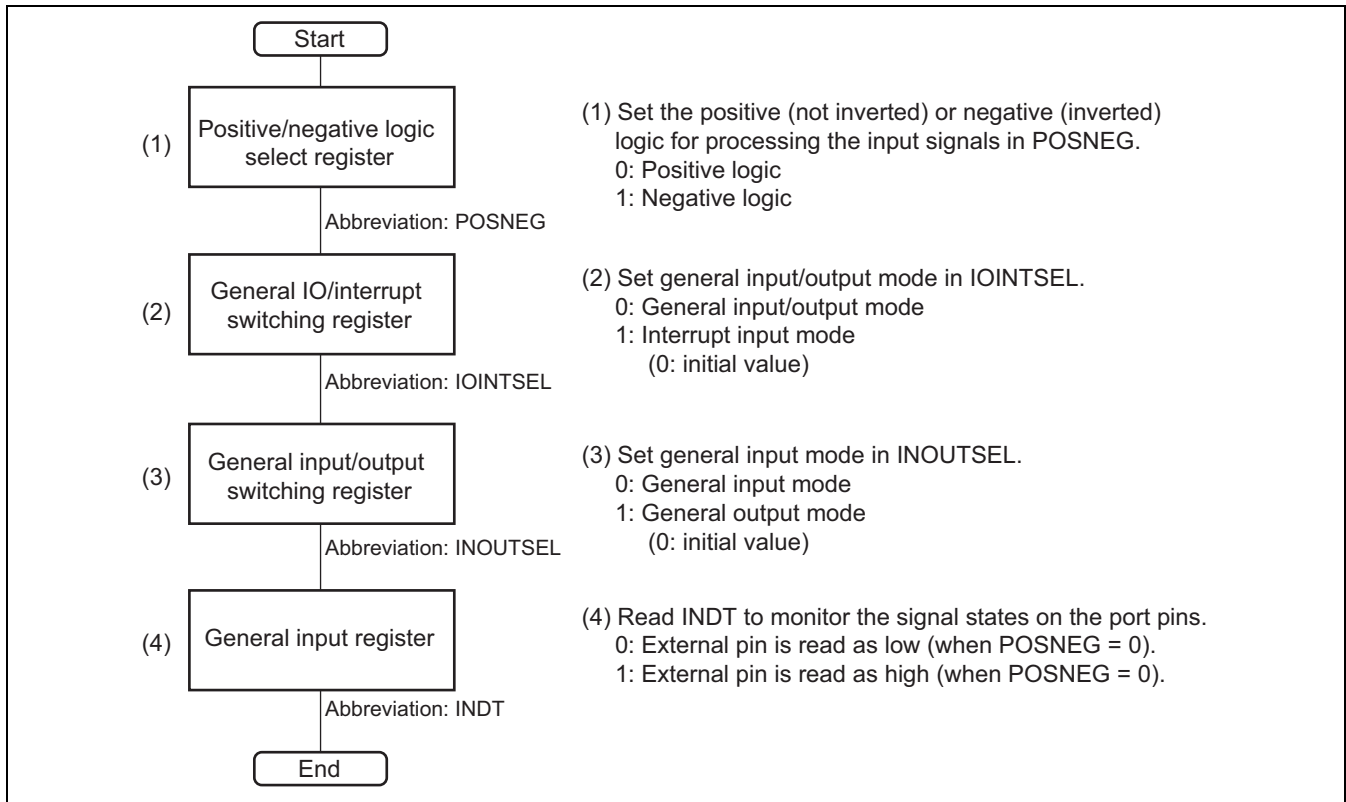 Start
(1)
Positive/negative logic
select register
Abbreviation: POSNEG
(1) Set the positive (not inverted) or negative (inverted)
logic for processing the input signals in POSNEG.
0: Positive logic
1: Negative logic
(2)
General IO/interrupt
switching register
Abbreviation: IOINTSEL
(2) Set general input/output mode in IOINTSEL.
0: General input/output mode
1: Interrupt input mode
(0: initial value)
(3)
General input/output
switching register
Abbreviation: INOUTSEL
(3) Set general input mode in INOUTSEL.
0: General input mode
1: General output mode
(0: initial value)
(4)
General input register
Abbreviation: INDT
(4) Read INDT to monitor the signal states on the port pins.
0: External pin is read as low (when POSNEG = 0).
1: External pin is read as high (when POSNEG = 0).
End